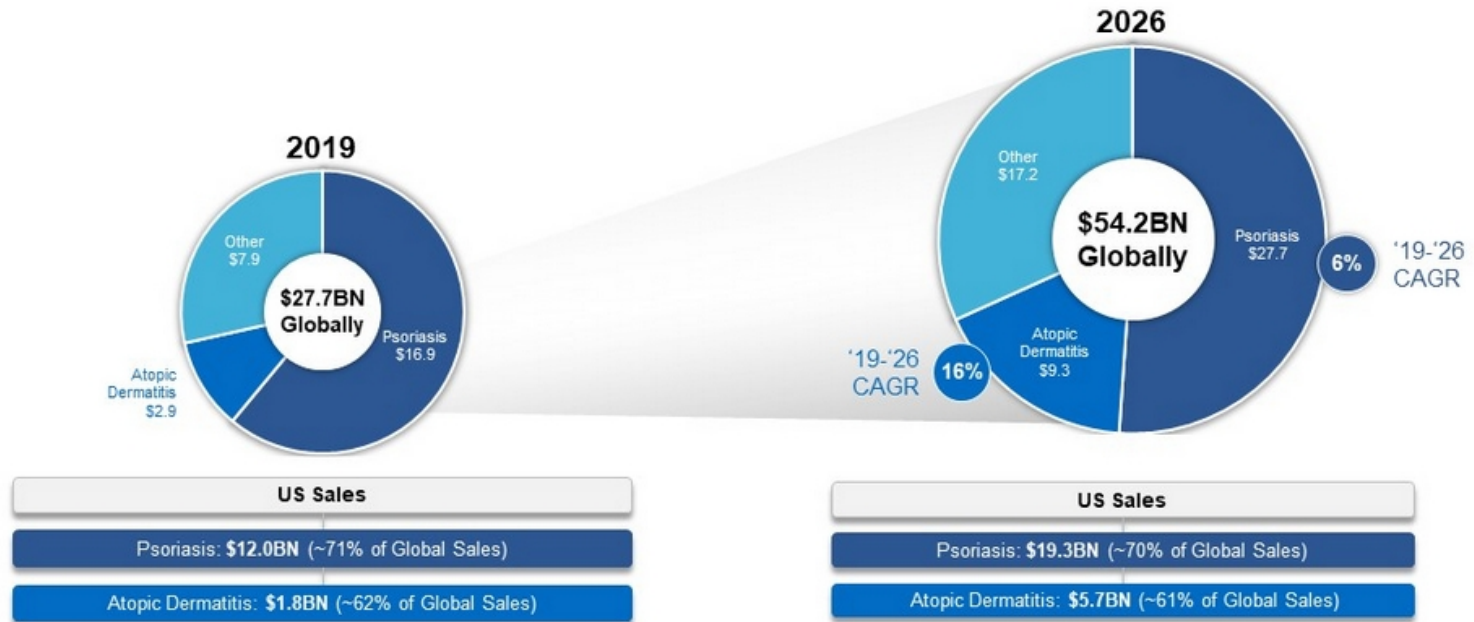 2019
Other
$7.9
$27.7BN
Globally
Psoriasis
$16.9
Atopic
Dermatitis
$2.9
2026
Other
$17.2
$54.2BN
Globally
Psoriasis
$27.7
6%
‘19-‘26
CAGR
Atopic
Dermatitis
$9.3
‘19-‘26
CAGR
16%
US Sales
Psoriasis: $12.0BN (~71% of Global Sales)
Atopic Dermatitis: $1.8BN (~62% of Global Sales)
US Sales
Psoriasis: $19.3BN (~70% of Global Sales)
Atopic Dermatitis: $5.7BN (~61% of Global Sales)